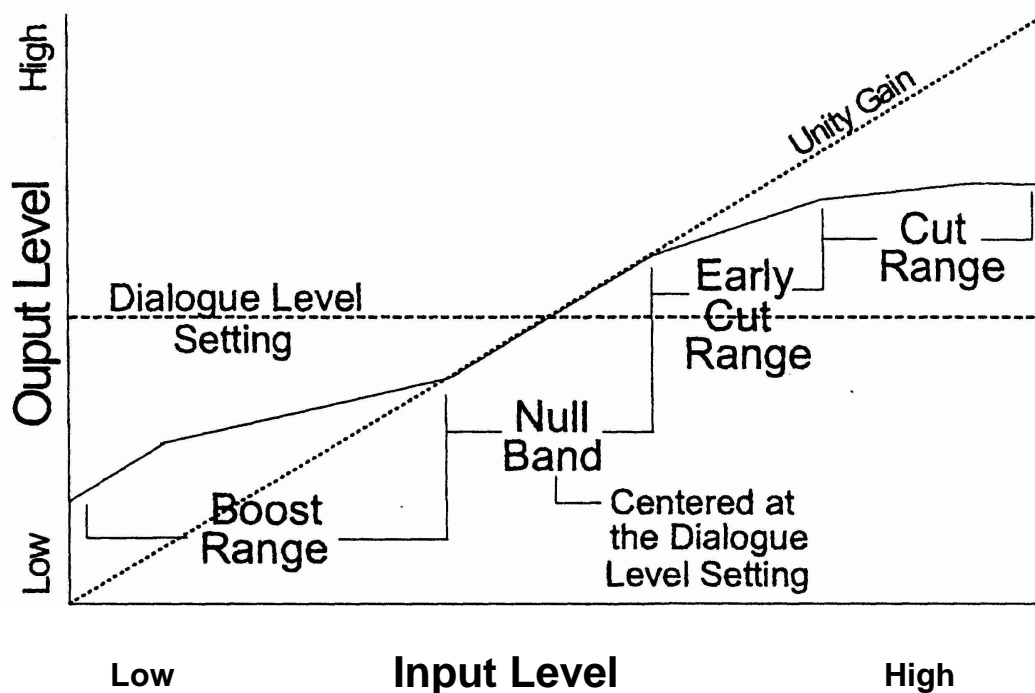 High
Ouput Level
Low
Unity Gain
Dialogue Level
Setting
Cut
Range
Early
Cut
Range
Null
Band
Boost
Range
Centered at
the Dialogue
Level Setting
Low
Input Level
High